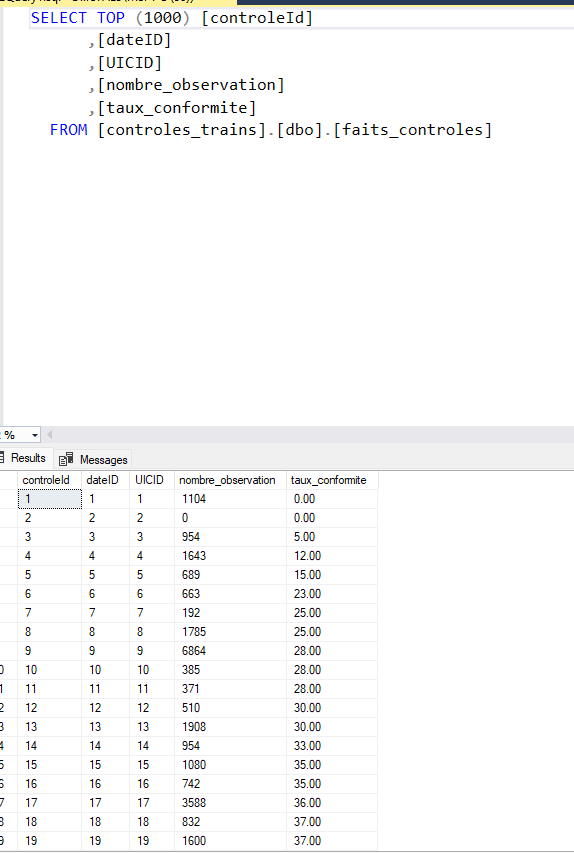 SELECT TOP (1000) [controleId]
,[dateID]
,[UICID]
,[nombre_observation]
,[taux_conformite]
FROM [controles_trains].[dbo].[faits_controles]
%
Results Messages
controleId dateID UICID nombre_observation taux_conformite
1 1 1 1104 0.00
2 2 2 0 0.00
3 3 3 954 5.00
4 4 4 1643 12.00
5 5 5 689 15.00
6 6 6 663 23.00
7 7 7 192 25.00
8 8 8 1785 25.00
9 9 9 6864 28.00
0 10 10 10 385 28.00
1 11 11 11 371 28.00
2 12 12 12 510 30.00
3 13 13 13 1908 30.00
4 14 14 14 954 33.00
5 15 15 15 1080 35.00
6 16 16 16 742 35.00
7 17 17 17 3588 36.00
8 18 18 18 832 37.00
9 19 19 19 1600 37.00